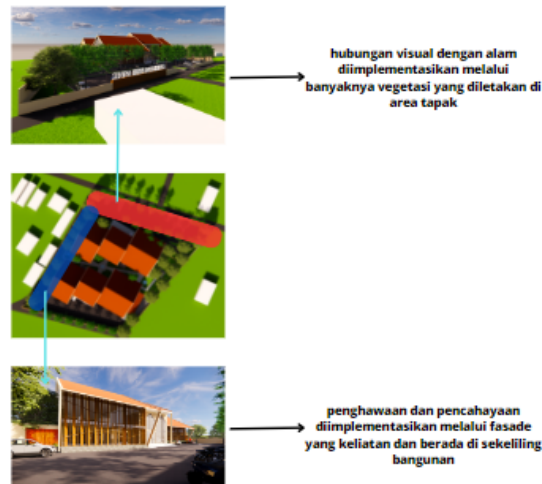 hubungan visual dengan alam
diimplementasikan melalui
banyaknya vegetasi yang diletakan di
area tapak
penghawaan dan pencahayaan
diimplementasikan melalui fasade
yang keliatan dan berada di sekeliling
bangunan